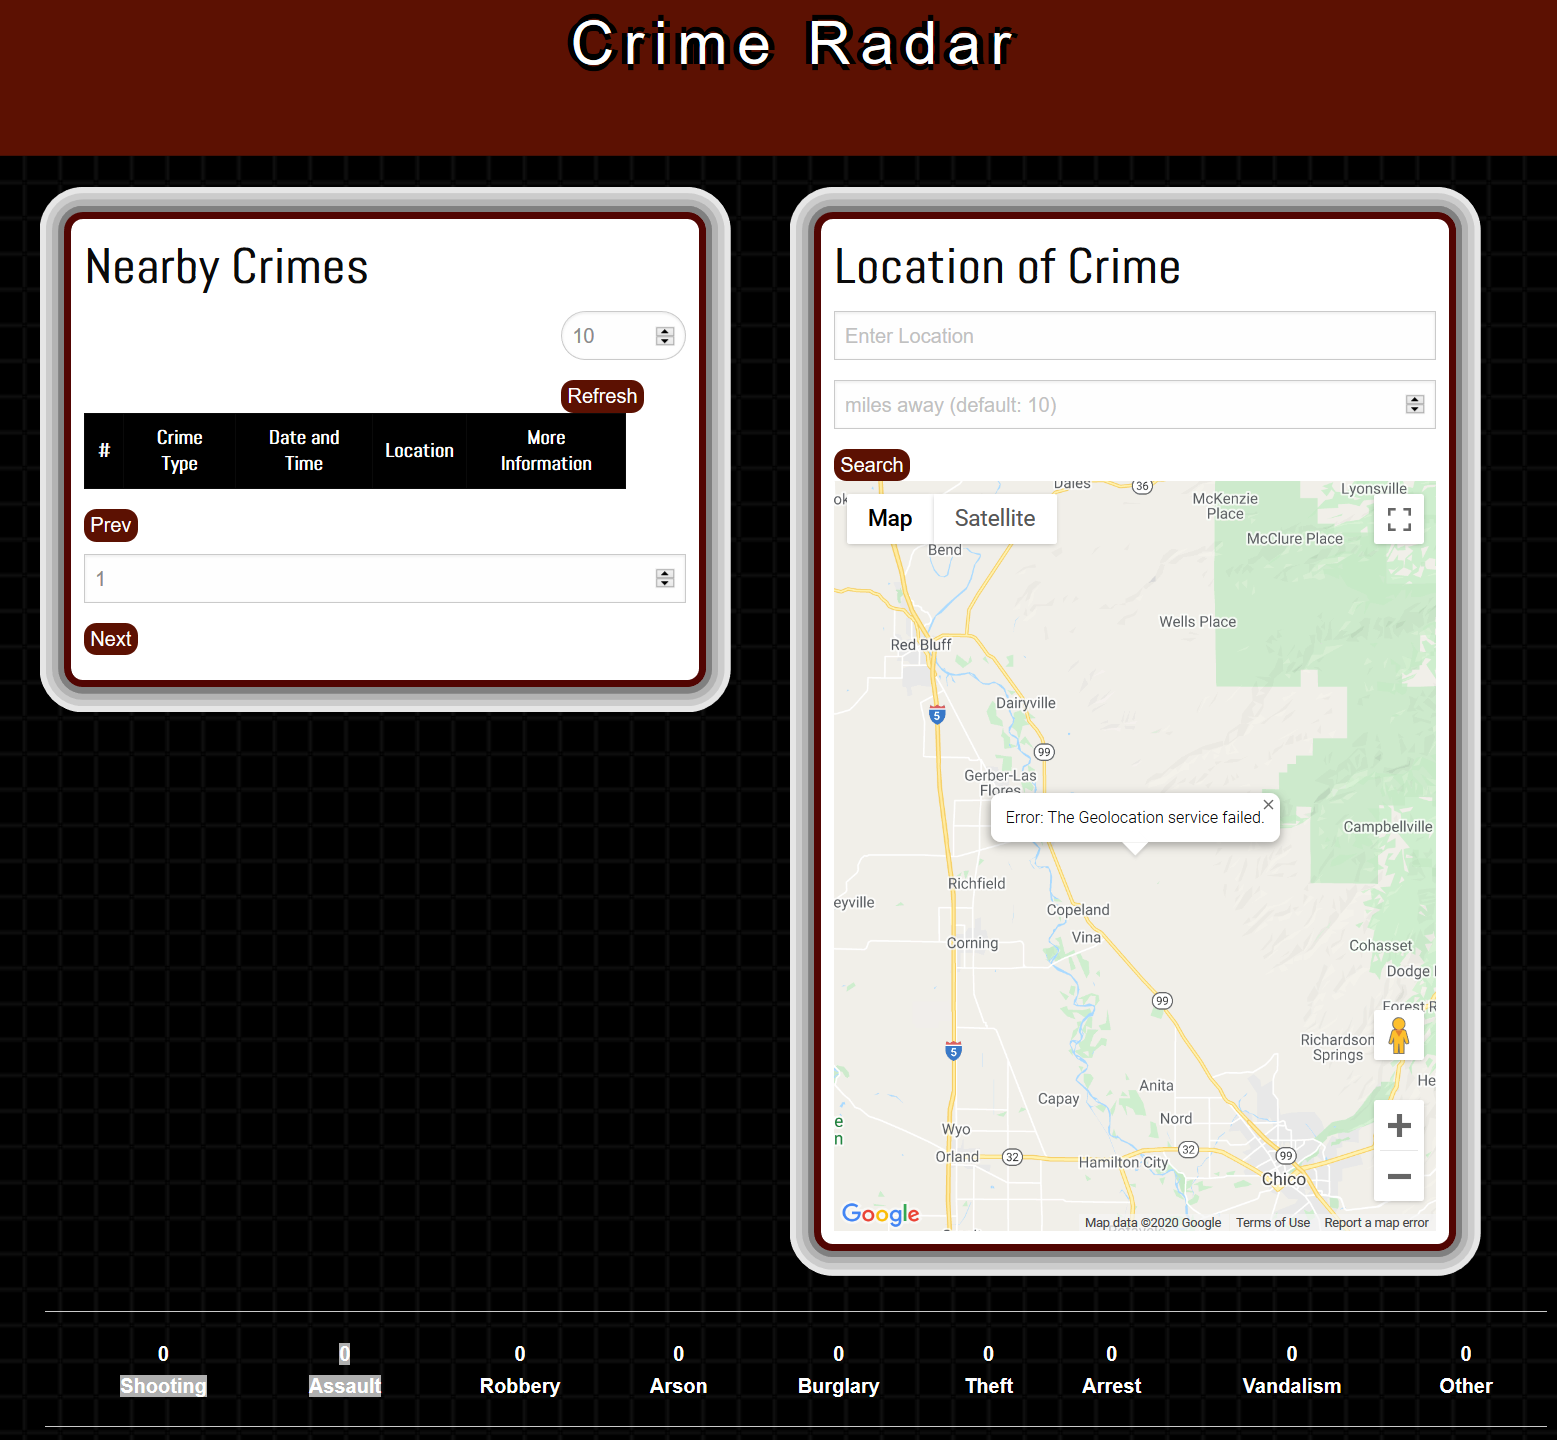 Crime Radar
Nearby Crimes
10
Refresh
#
Crime
Type
Date and
Time
Location
More
Information
Prev
1
Next
Location of Crime
Enter Location
miles away (default: 10)
Search
Map
Satellite
Dales
36
McKenzie
Place
Lyonsville
McClure Place
Bend
Wells Place
Red Bluff
5
Dairyville
99
Gerber-Las
Flores
Error: The Geolocation service failed.
Campbellville
Richfield
eyville
Copeland
Vina
Corning
Cohasset
Dodge
99
Forest R
Richardson
Springs
5
Anita
He
Capay
Nord
e
n
Wyo
Orland
32
Hamilton City
32
99
Chico
Google
Map data ©2020 Google
Terms of Use
Report a map error
0
Shooting
0
Assault
0
Robbery
0
Arson
0
Burglary
0
Theft
0
Arrest
0
Vandalism
0
Other